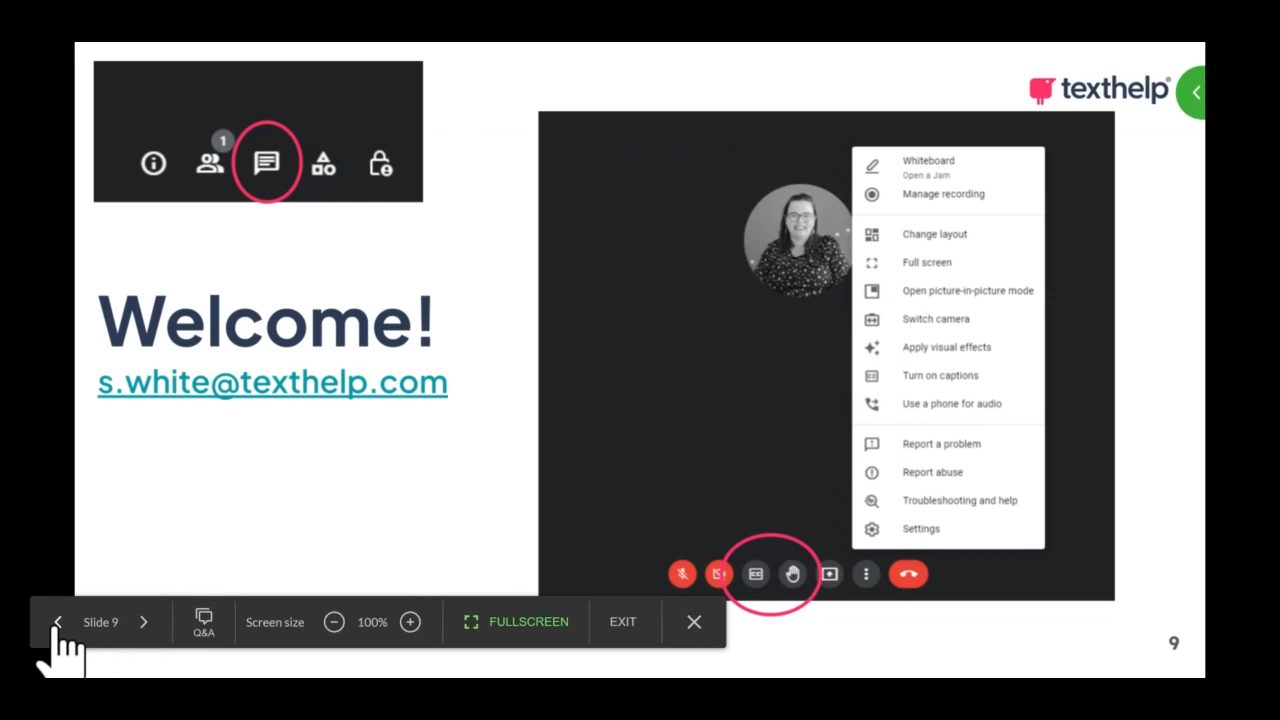 texthelp®
1
Welcome!
s.white@texthelp.com
Whiteboard
Open a Jam
Manage recording
Change layout
Full screen
Open picture-in-picture mode
Switch camera
Apply visual effects
Turn on captions
Use a phone for audio
Report a problem
Report abuse
Troubleshooting and help
Settings
CC
Slide 9
Q&A
Screen size
100%
FULLSCREEN
EXIT
9